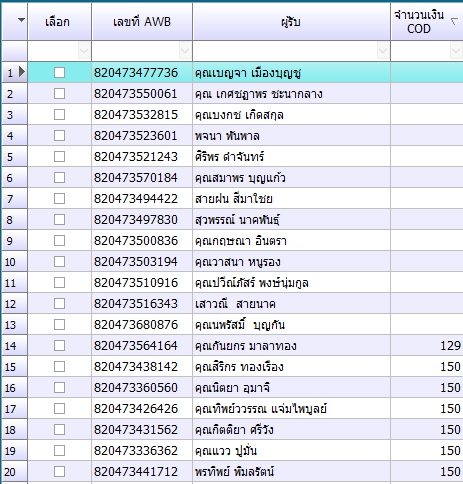 เลือก เลขที่ AWB ผู้รับ จำนวนเงิน COD
1 820473477736 คุณเบญจา เมืองบุญชู
2 820473550061 คุณ เกศชฎาพร ชะนากลาง
3 820473532815 คุณบงกช เกิดสกุล
4 820473523601 พจนา พันพาล
5 820473521243 ศิริพร ดำจันทร์
6 820473570184 คุณสมาพร บุญแก้ว
7 820473494422 สายฝน สีมาใชย
8 820473497830 สุวพรรณ์ นาคพันธุ์
9 820473500836 คุณกฤษณา อินตรา
10 820473503194 คุณวาสนา หนูรอง
11 820473510916 คุณปวีณ์ภัสร์ พงษ์นุ่มกูล
12 820473516343 เสาวณี สายนาค
13 820473680876 คุณนพรัสมิ์ บุญกัน
14 820473564164 คุณกันยกร มาลาทอง 129
15 820473438142 คุณสิริกร ทองเรือง 150
16 820473360560 คุณนิตยา อุมาจิ 150
17 820473426426 คุณทิพย์วรรณ แจ่มไพบูลย์ 150
18 820473431562 คุณกิตติยา ศรีวัง 150
19 820473336362 คุณแวว ปูมั่น 150
20 820473441712 พรทิพย์ พิมลรัตน์ 150